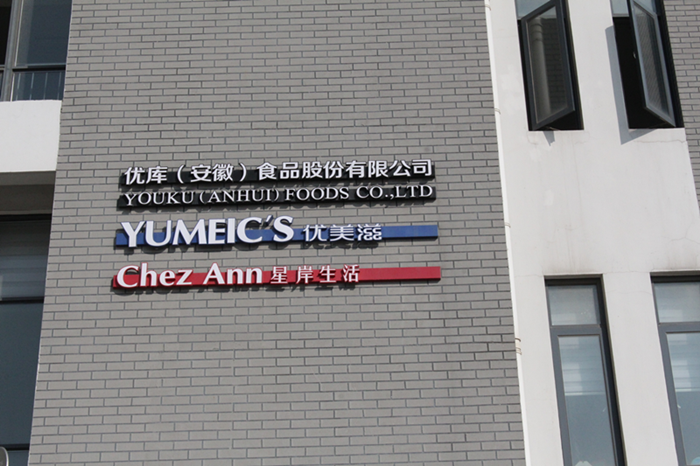 优库（安徽）食品股份有限公司
YOUKU (ANHUI) FOODS CO.,LTD
YUMEIC'S 优美滋
Chez Ann 星岸生活